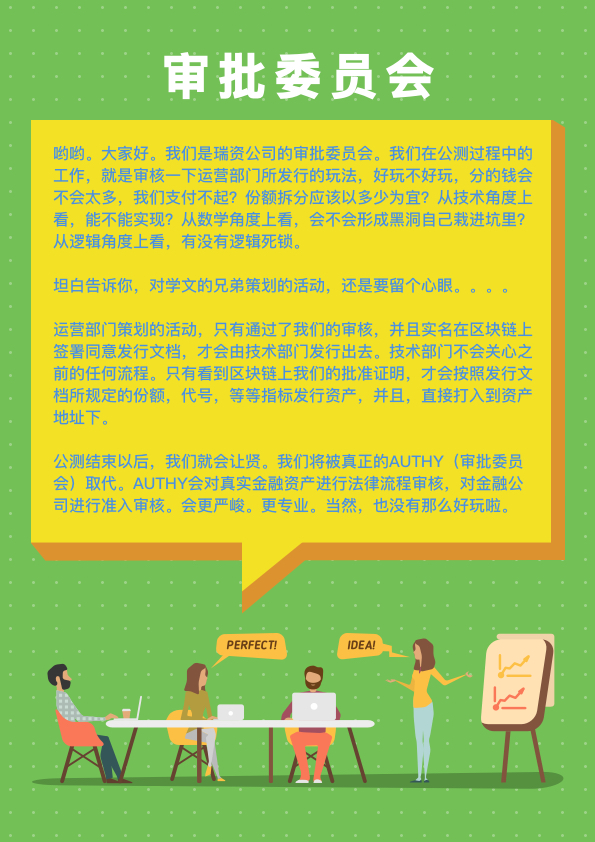 审批委员会
哟哟。大家好。我们是瑞资公司的审批委员会。我们在公测过程中的
工作，就是审核一下运营部门所发行的玩法，好玩不好玩，分的钱会
不会太多，我们支付不起？份额拆分应该以多少为宜？从技术角度上
看，能不能实现？从数学角度上看，会不会形成黑洞自己栽进坑里？
从逻辑角度上看，有没有逻辑死锁。
坦白告诉你，对学文的兄弟策划的活动，还是要留个心眼。。。。
运营部门策划的活动，只有通过了我们的审核，并且实名在区块链上
签署同意发行文档，才会由技术部门发行出去。技术部门不会关心之
前的任何流程。只有看到区块链上我们的批准证明，才会按照发行文
档所规定的份额，代号，等等指标发行资产，并且，直接打入到资产
地址下。
公测结束以后，我们就会让贤。我们将被真正的AUTHY（审批委员
会）取代。AUTHY会对真实金融资产进行法律流程审核，对金融公
司进行准入审核。会更严峻。更专业。当然，也没有那么好玩啦。
PERFECT!
IDEA!